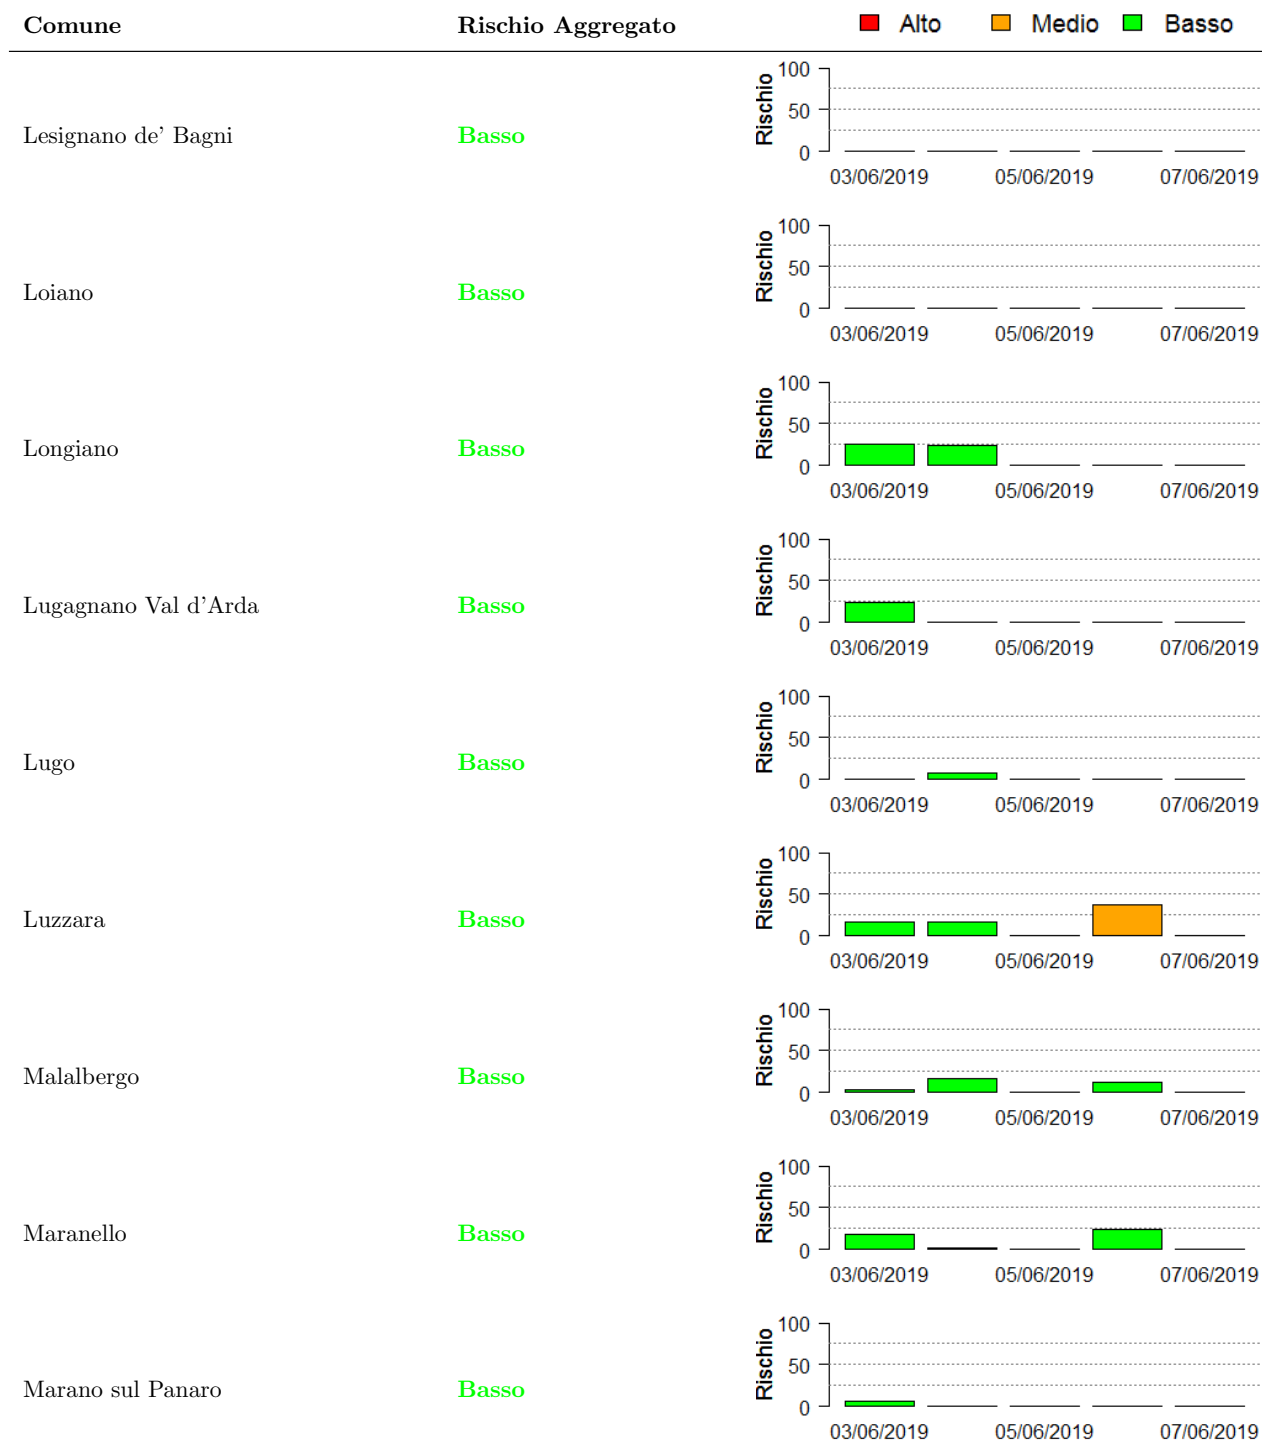 Comune Rischio Aggregato Alto Medio Basso
Lesignano de' Bagni Basso Rischio 100 50 0
03/06/2019 05/06/2019 07/06/2019
Loiano Basso Rischio 100 50 0
03/06/2019 05/06/2019 07/06/2019
Longiano Basso Rischio 100 50 0
03/06/2019 05/06/2019 07/06/2019
Lugagnano Val d'Arda Basso Rischio 100 50 0
03/06/2019 05/06/2019 07/06/2019
Lugo Basso Rischio 100 50 0
03/06/2019 05/06/2019 07/06/2019
Luzzara Basso Rischio 100 50 0
03/06/2019 05/06/2019 07/06/2019
Malalbergo Basso Rischio 100 50 0
03/06/2019 05/06/2019 07/06/2019
Maranello Basso Rischio 100 50 0
03/06/2019 05/06/2019 07/06/2019
Marano sul Panaro Basso Rischio 100 50 0
03/06/2019 05/06/2019 07/06/2019